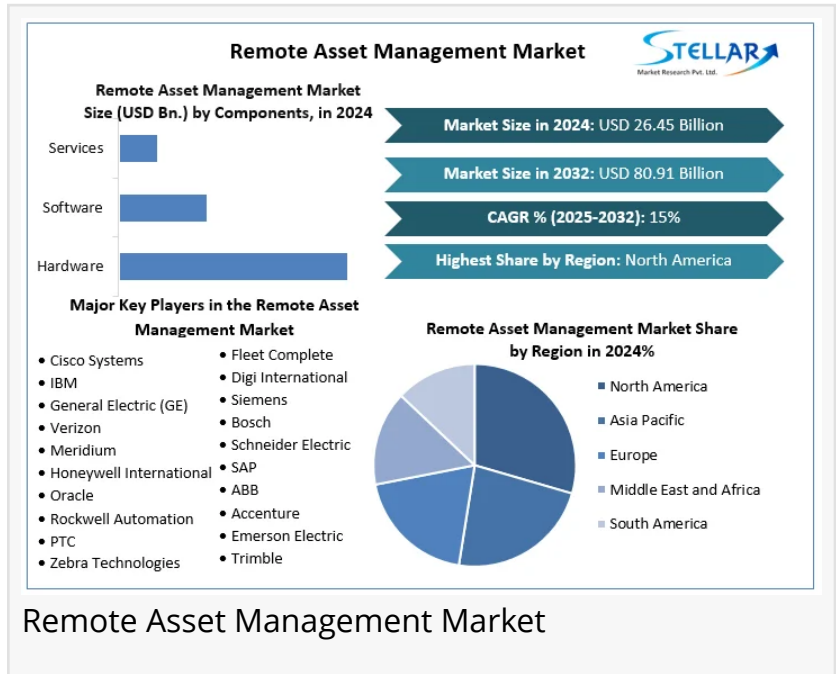 Remote Asset Management Market
STELLAR
Market Research Pvt. Ltd.
Remote Asset Management Market
Size (USD Bn.) by Components, in 2024
Services
Software
Hardware
Market Size in 2024: USD 26.45 Billion
Market Size in 2032: USD 80.91 Billion
CAGR % (2025-2032): 15%
Highest Share by Region: North America
Major Key Players in the Remote Asset
Management Market
• Cisco Systems
• IBM
• General Electric (GE)
• Verizon
• Meridium
• Honeywell International
• Oracle
• Rockwell Automation
• PTC
• Zebra Technologies
• Fleet Complete
• Digi International
• Siemens
• Bosch
• Schneider Electric
• SAP
• ABB
• Accenture
• Emerson Electric
• Trimble
Remote Asset Management Market Share
by Region in 2024%
North America
Asia Pacific
Europe
Middle East and Africa
South America
Remote Asset Management Market